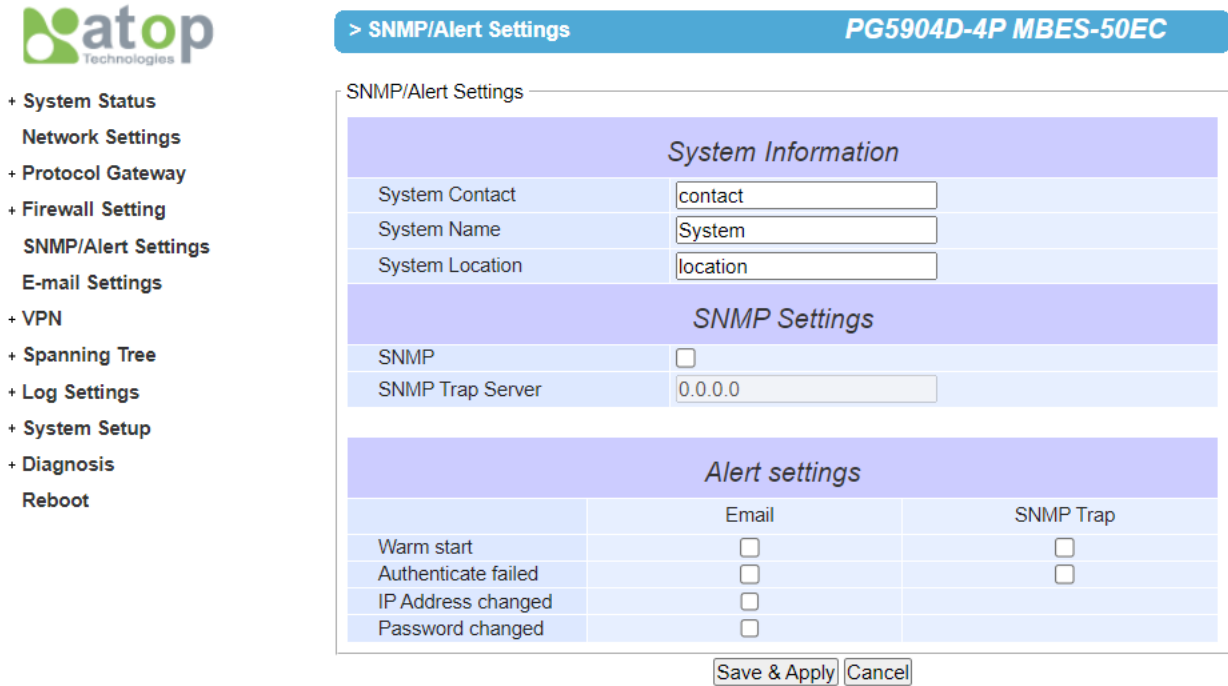 atop
Technologies
+ System Status
Network Settings
+ Protocol Gateway
+ Firewall Setting
SNMP/Alert Settings
E-mail Settings
+ VPN
+ Spanning Tree
+ Log Settings
+ System Setup
+ Diagnosis
Reboot
> SNMP/Alert Settings PG5904D-4P MBES-50EC
SNMP/Alert Settings
System Information
System Contact contact
System Name System
System Location location
SNMP Settings
SNMP
SNMP Trap Server 0.0.0.0
Alert settings
Email SNMP Trap
Warm start
Authenticate failed
IP Address changed
Password changed
Save & Apply Cancel